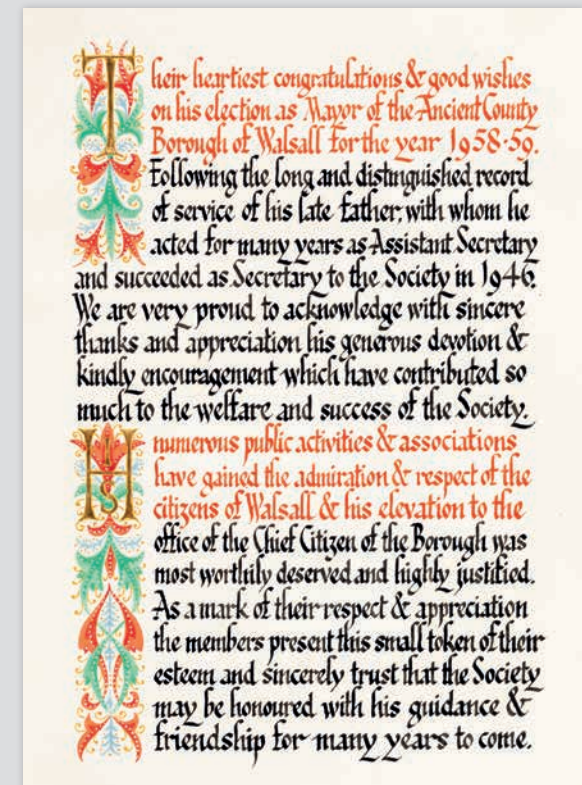 Their heartiest congratulations & good wishes
on his election as Mayor of the Ancient County
Borough of Walsall for the year 1958-59.
Following the long and distinguished record
of service of his late father, with whom he
acted for many years as Assistant Secretary
and succeeded as Secretary to the Society in 1946.
We are very proud to acknowledge with sincere
thanks and appreciation his generous devotion &
kindly encouragement which have contributed so
much to the welfare and success of the Society.
His numerous public activities & associations
have gained the admiration & respect of the
citizens of Walsall & his elevation to the
office of the Chief Citizen of the Borough was
most worthily deserved and highly justified.
As a mark of their respect & appreciation
the members present this small token of their
esteem and sincerely trust that the Society
may be honoured with his guidance &
friendship for many years to come.